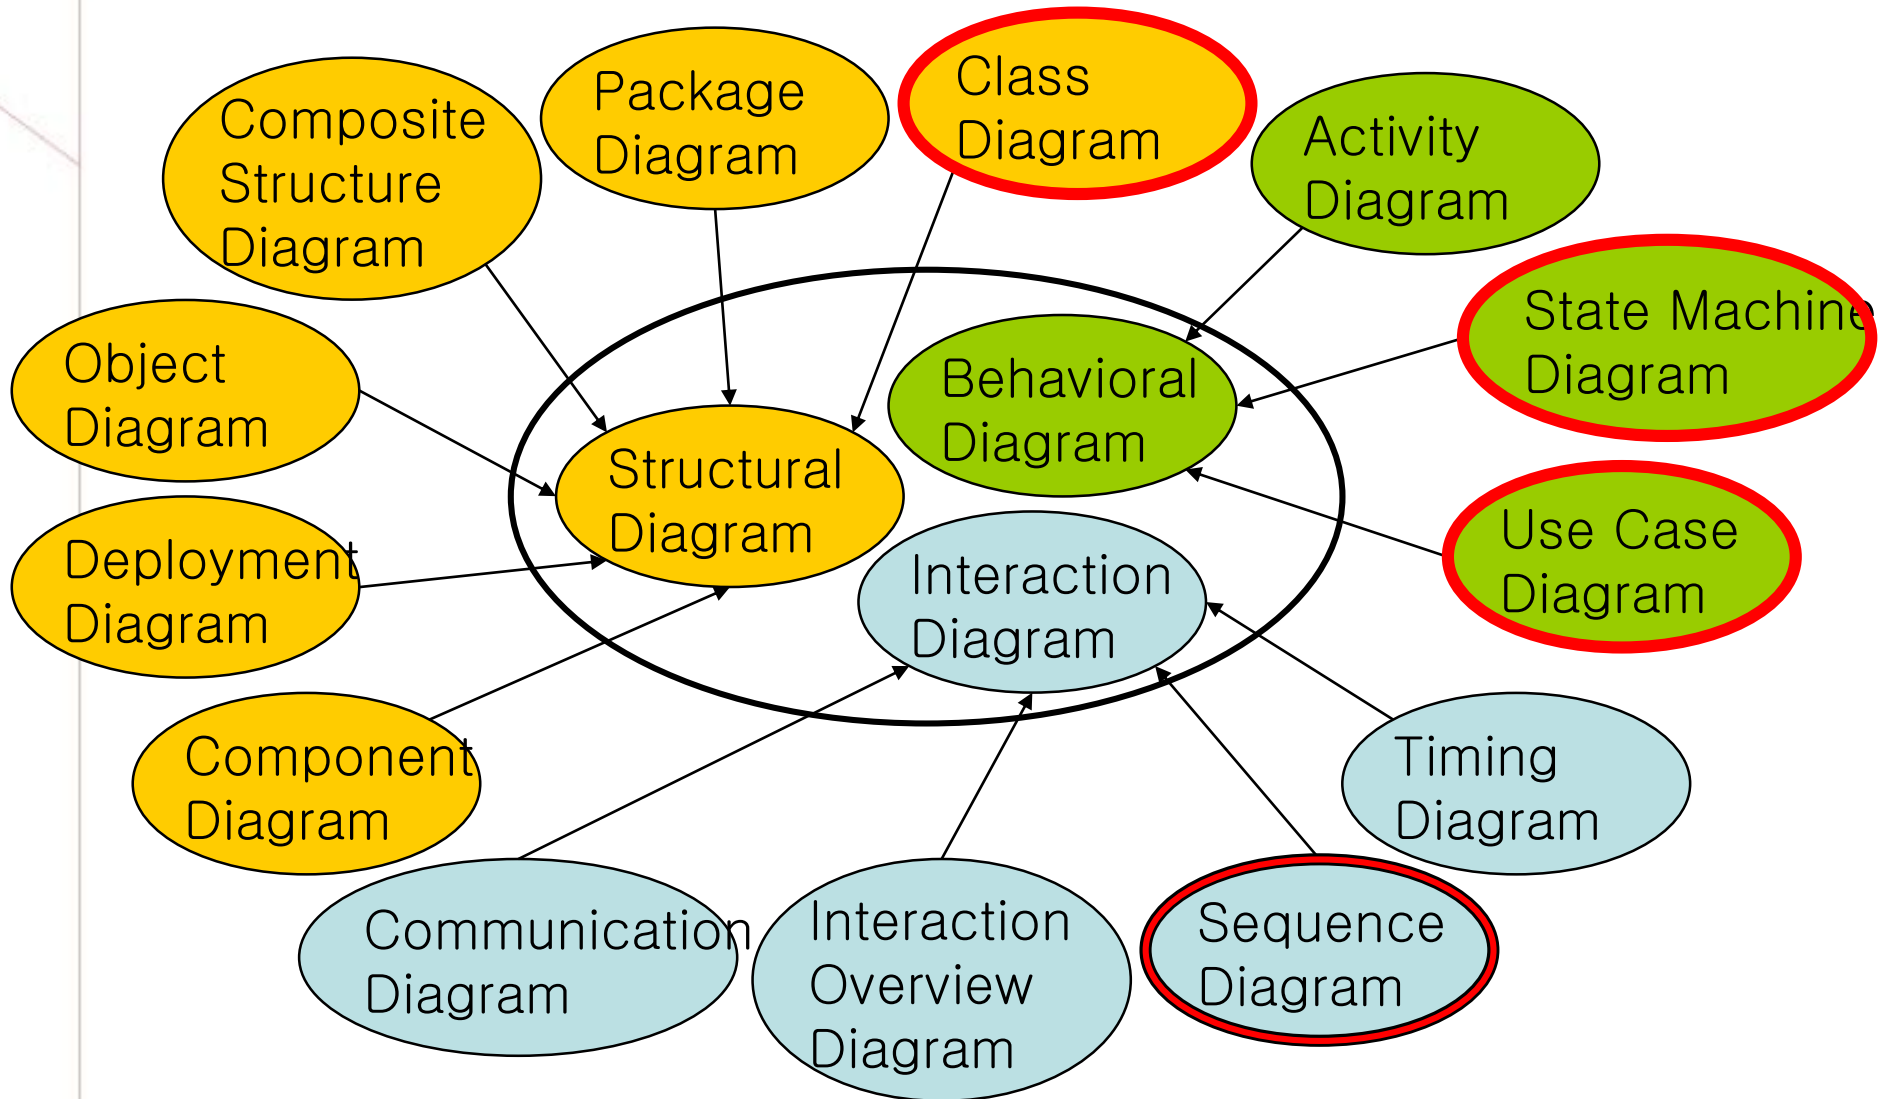 Composite
Structure
Diagram
Package
Diagram
Class
Diagram
Activity
Diagram
State Machine
Diagram
Object
Diagram
Behavioral
Diagram
Structural
Diagram
Use Case
Diagram
Deployment
Diagram
Interaction
Diagram
Component
Diagram
Timing
Diagram
Communication
Diagram
Interaction
Overview
Diagram
Sequence
Diagram